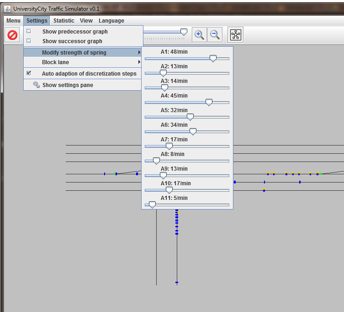 UniversityCity Traffic Simulator v0.1
Menu Settings Statistic View Language
Show predecessor graph
Show successor graph
Modify strength of spring
Block lane
Auto adaption of discretization steps
Show settings pane
A1: 48/min
A2: 13/min
A3: 14/min
A4: 45/min
A5: 32/min
A6: 34/min
A7: 17/min
A8: 8/min
A9: 13/min
A10: 17/min
A11: 5/min